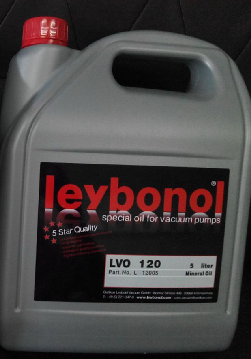 leybonol®
special oil for vacuum pumps
5 Star Quality
LVO 120 5 liter
Part.No. L 12005 Mineral Oil